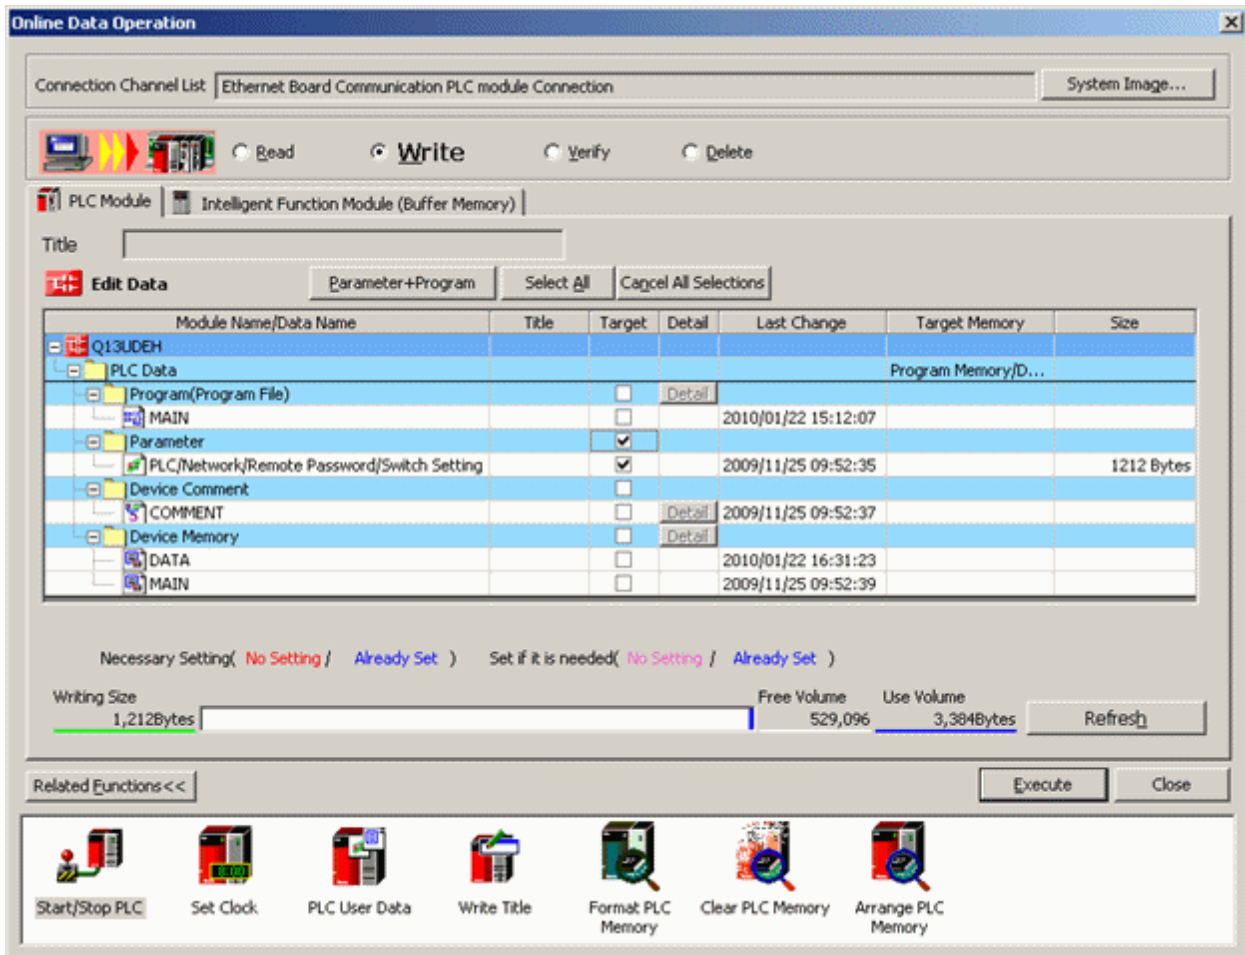 Online Data Operation
Connection Channel List Ethernet Board Communication PLC module Connection System Image...
Read Write Verify Delete
PLC Module Intelligent Function Module (Buffer Memory)
Title
Edit Data Parameter+Program Select All Cancel All Selections
Module Name/Data Name Title Target Detail Last Change Target Memory Size
Q13UDEH
PLC Data Program Memory/D...
Program(Program File) Detail
MAIN 2010/01/22 15:12:07
Parameter
PLC/Network/Remote Password/Switch Setting 2009/11/25 09:52:35 1212 Bytes
Device Comment
COMMENT Detail 2009/11/25 09:52:37
Device Memory Detail
DATA 2010/01/22 16:31:23
MAIN 2009/11/25 09:52:39
Necessary Setting( No Setting / Already Set ) Set if it is needed( No Setting / Already Set )
Writing Size Free Volume Use Volume
1,212Bytes 529,096 3,384Bytes Refresh
Related Functions<< Execute Close
Start/Stop PLC Set Clock PLC User Data Write Title Format PLC Clear PLC Memory Arrange PLC
Memory Memory